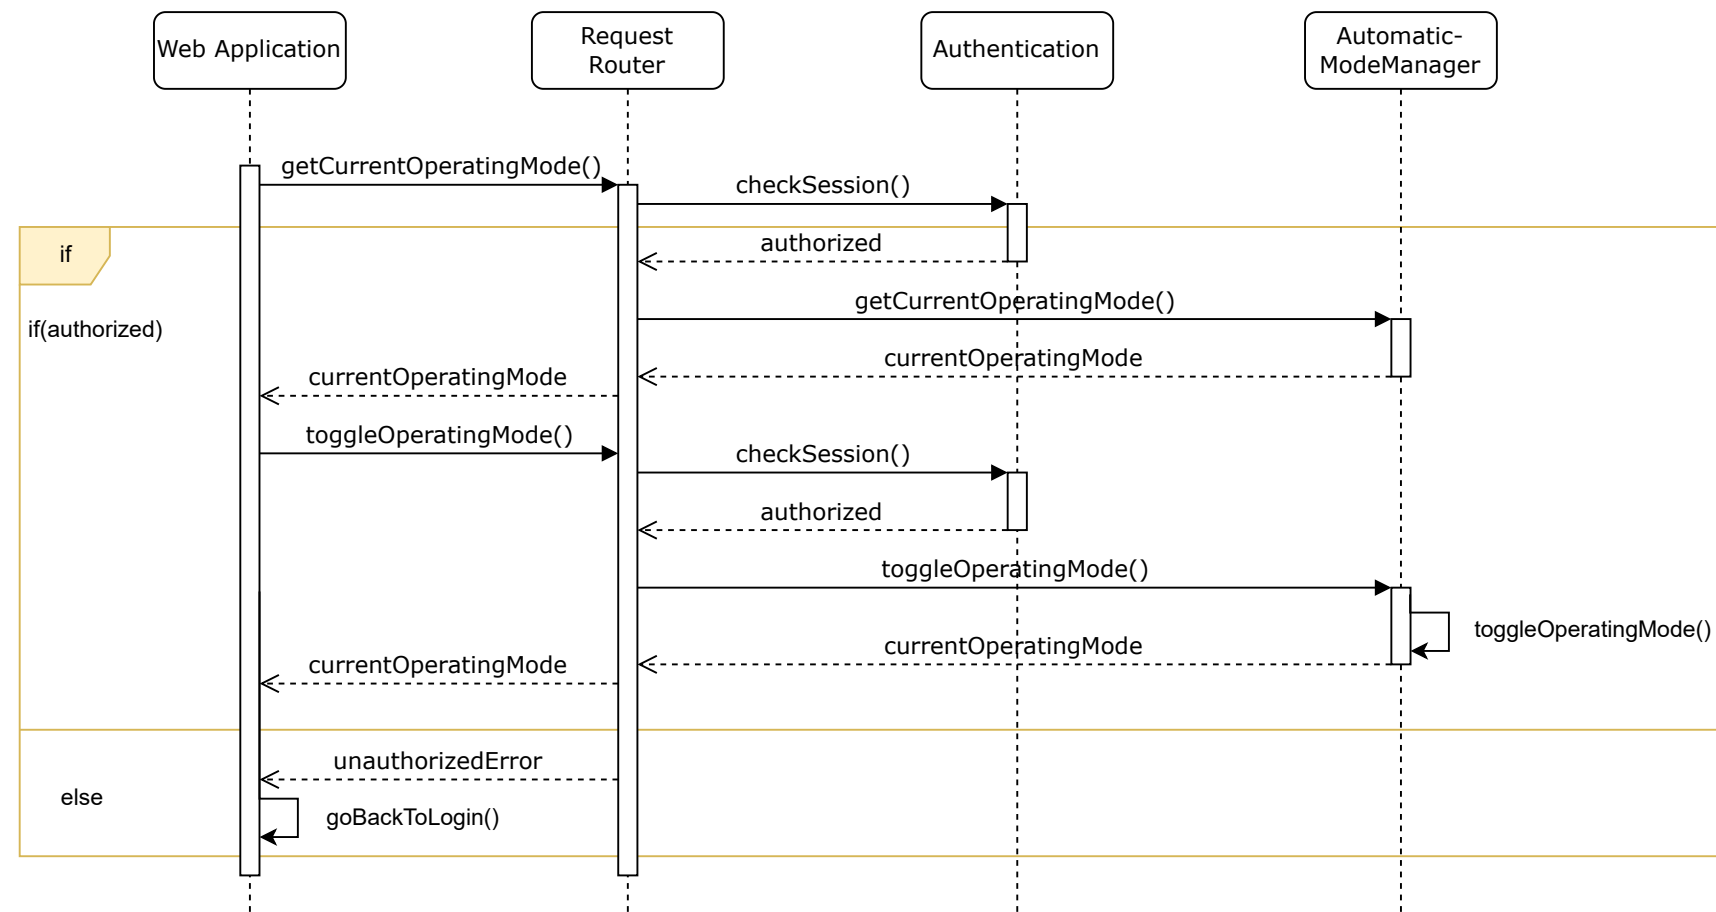 Web Application
Request
Router
Authentication
Automatic-
ModeManager
getCurrentOperatingMode()
checkSession()
if
authorized
getCurrentOperatingMode()
if(authorized)
currentOperatingMode
currentOperatingMode
toggleOperatingMode()
checkSession()
authorized
toggleOperatingMode()
toggleOperatingMode()
currentOperatingMode
currentOperatingMode
unauthorizedError
else
goBackToLogin()